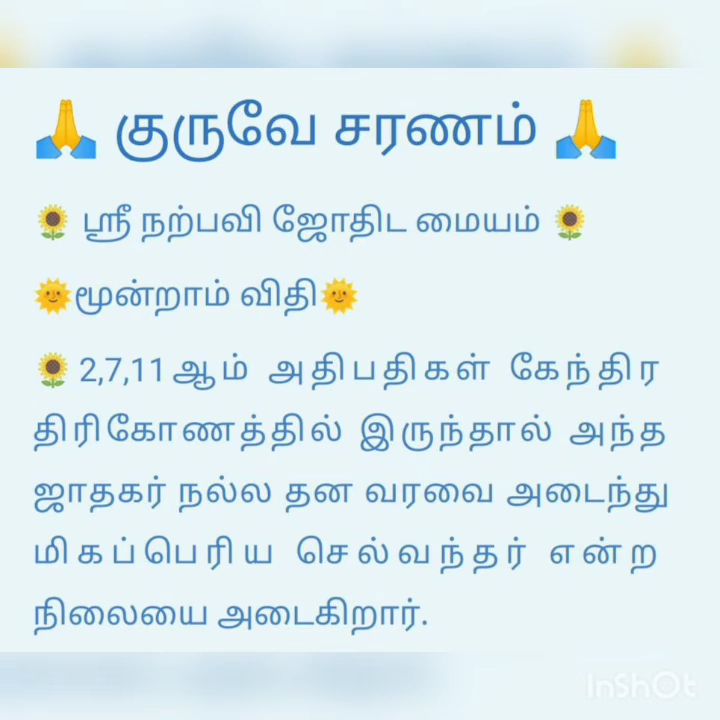 🙏 குருவே சரணம் 🙏
🌻 ஸ்ரீ நற்பவி ஜோதிட மையம் 🌻
🌞மூன்றாம் விதி🌞
🌻 2,7,11 ஆம் அதிபதிகள் கேந்திர
திரிகோணத்தில் இருந்தால் அந்த
ஜாதகர் நல்ல தன வரவை அடைந்து
மிகப்பெரிய செல்வந்தர் என்ற
நிலையை அடைகிறார்.
InShOt